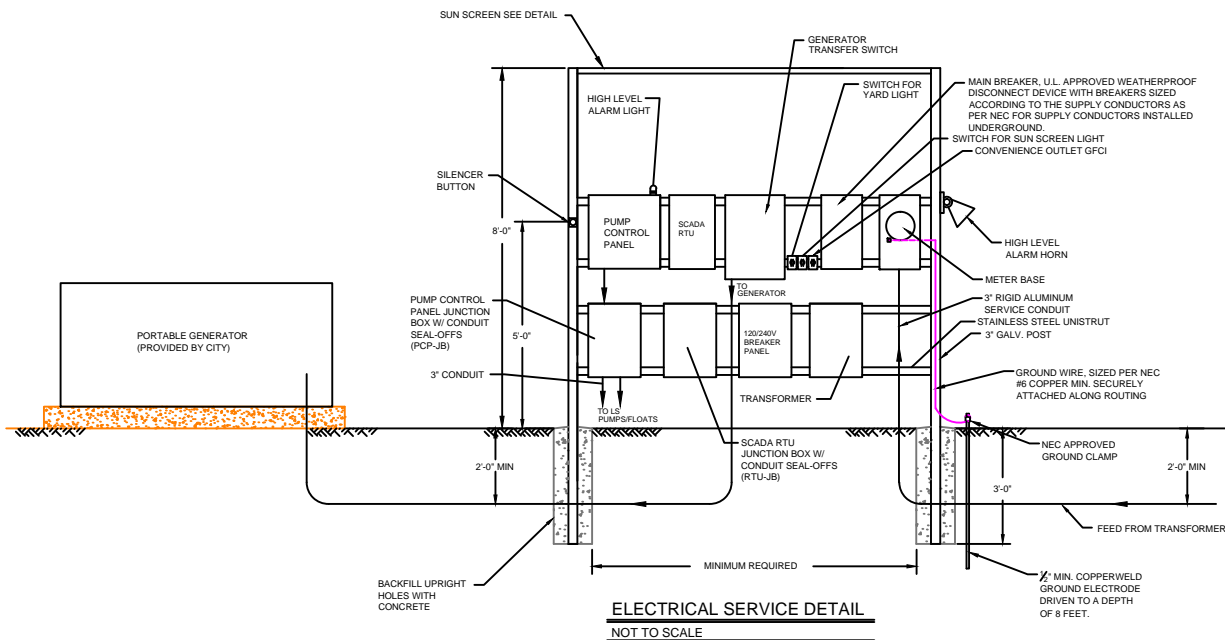 SUN SCREEN SEE DETAIL
GENERATOR
TRANSFER SWITCH
SWITCH FOR
YARD LIGHT
MAIN BREAKER, U.L. APPROVED WEATHERPROOF
DISCONNECT DEVICE WITH BREAKERS SIZED
ACCORDING TO THE SUPPLY CONDUCTORS AS
PER NEC FOR SUPPLY CONDUCTORS INSTALLED
UNDERGROUND.
SWITCH FOR SUN SCREEN LIGHT
CONVENIENCE OUTLET GFCI
HIGH LEVEL
ALARM LIGHT
SILENCER
BUTTON
8'-0"
PUMP
CONTROL
PANEL
SCADA
RTU
HIGH LEVEL
ALARM HORN
METER BASE
TO
GENERATOR
PUMP CONTROL
PANEL JUNCTION
BOX W/ CONDUIT
SEAL-OFFS
(PCP-JB)
5'-0"
3" CONDUIT
120/240V
BREAKER
PANEL
3" RIGID ALUMINUM
SERVICE CONDUIT
STAINLESS STEEL UNISTRUT
3" GALV. POST
PORTABLE GENERATOR
(PROVIDED BY CITY)
GROUND WIRE, SIZED PER NEC
#6 COPPER MIN. SECURELY
ATTACHED ALONG ROUTING
TRANSFORMER
TO LS
PUMPS/FLOATS
SCADA RTU
JUNCTION BOX W/
CONDUIT SEAL-OFFS
(RTU-JB)
NEC APPROVED
GROUND CLAMP
2'-0" MIN
3'-0"
2'-0" MIN
FEED FROM TRANSFORMER
MINIMUM REQUIRED
BACKFILL UPRIGHT
HOLES WITH
CONCRETE
½" MIN. COPPERWELD
GROUND ELECTRODE
DRIVEN TO A DEPTH
OF 8 FEET.
ELECTRICAL SERVICE DETAIL
NOT TO SCALE